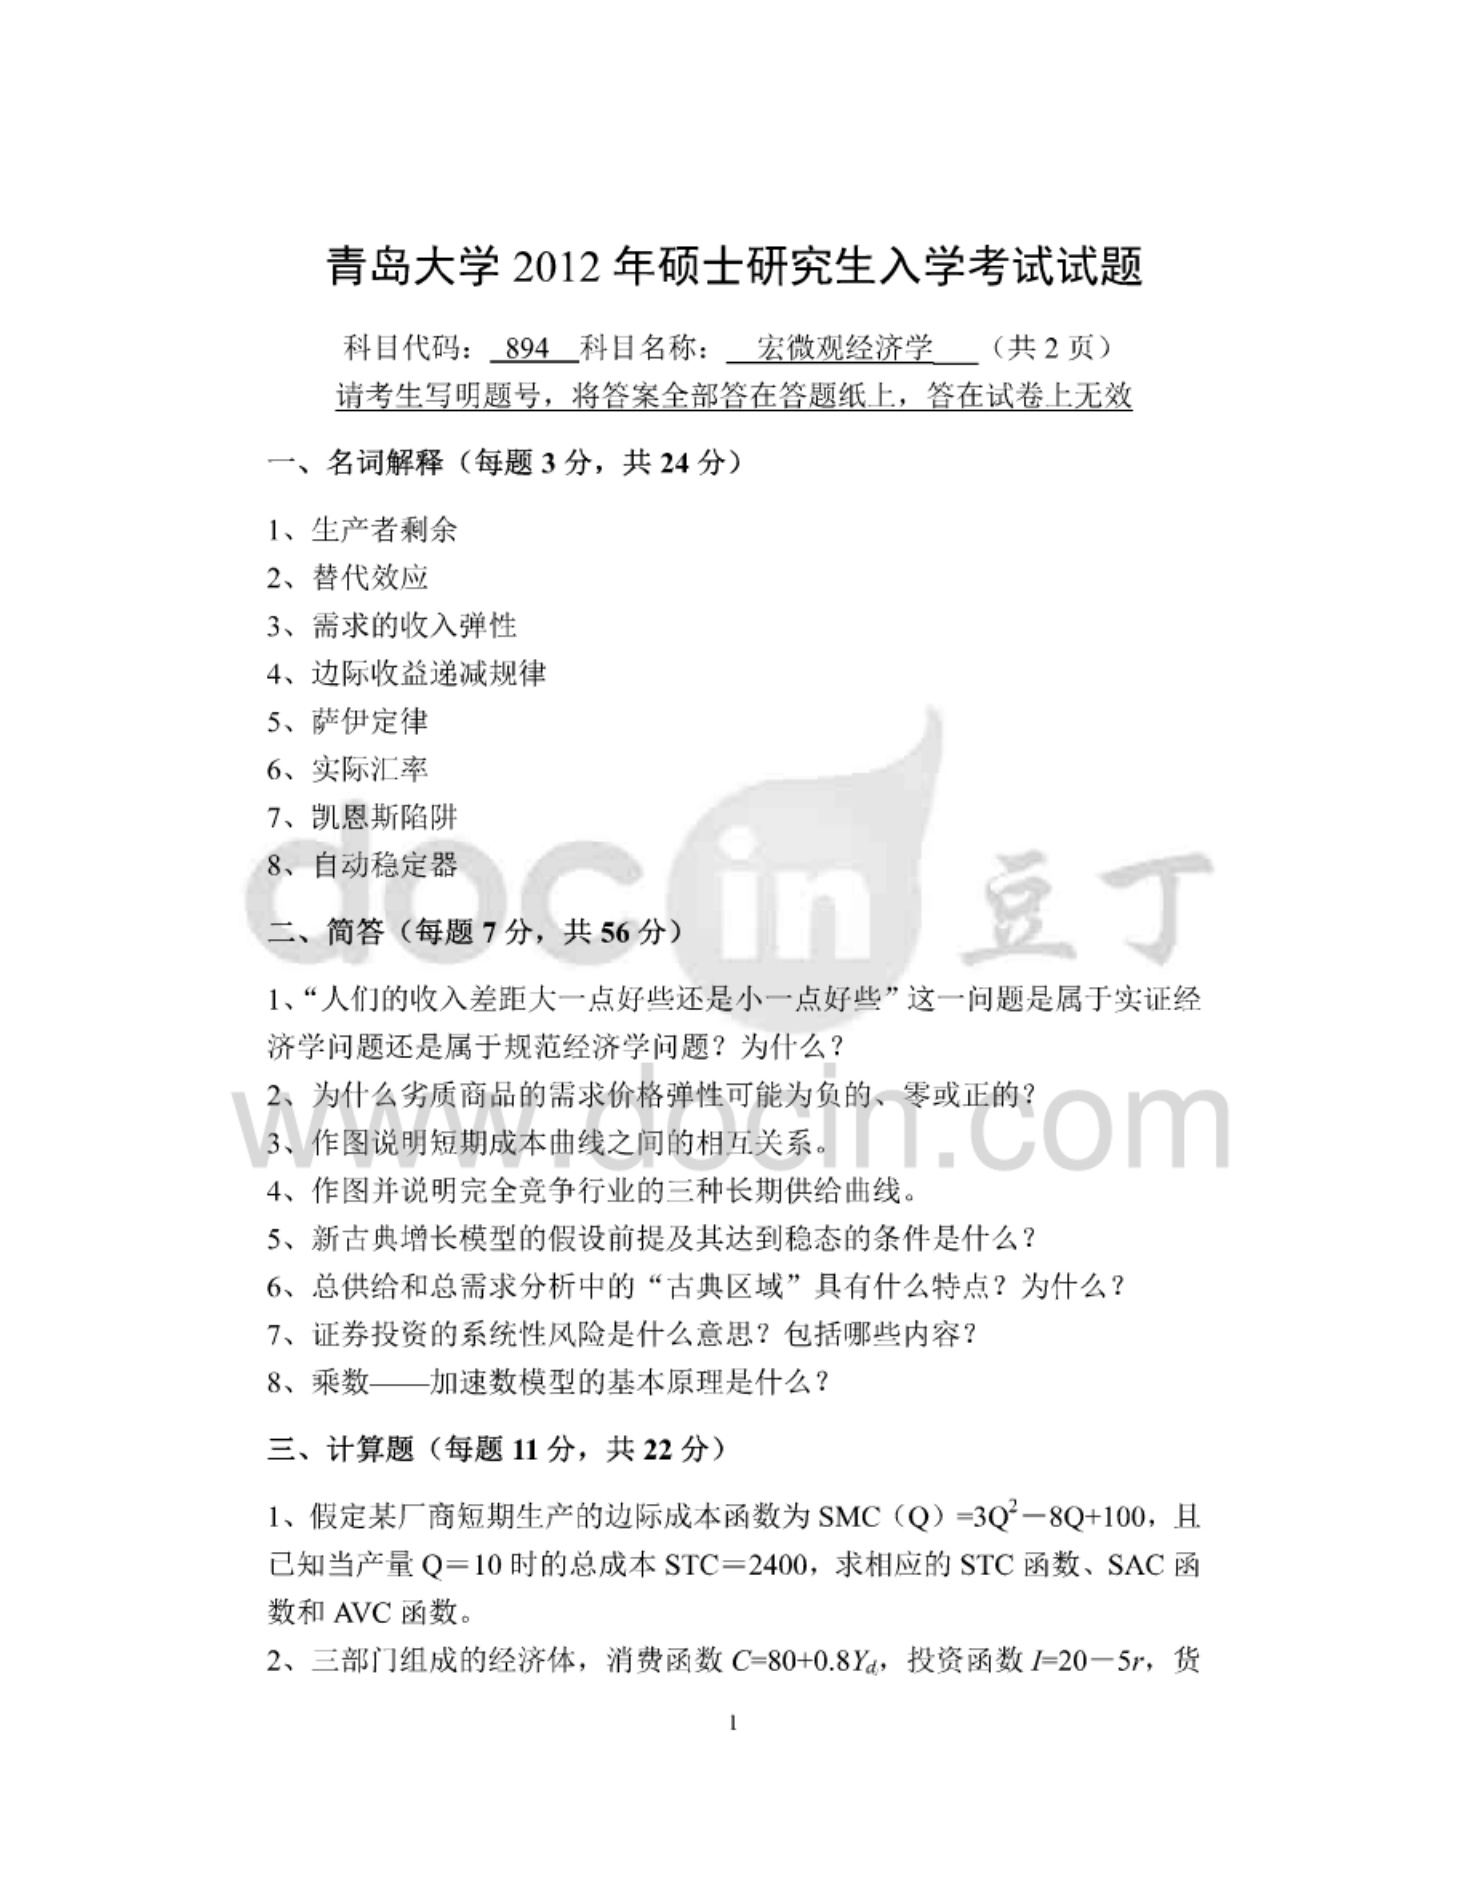 青岛大学 2012 年硕士研究生入学考试试题
科目代码： 894 科目名称： 宏微观经济学 （共 2 页）
请考生写明题号，将答案全部答在答题纸上，答在试卷上无效
一、名词解释（每题 3 分，共 24 分）
1、生产者剩余
2、替代效应
3、需求的收入弹性
4、边际收益递减规律
5、萨伊定律
6、实际汇率
7、凯恩斯陷阱
8、自动稳定器
docin 豆丁
二、简答（每题 7 分，共 56 分）
1、“人们的收入差距大一点好些还是小一点好些”这一问题是属于实证经
济学问题还是属于规范经济学问题？为什么？
2、为什么劣质商品的需求价格弹性可能为负的、零或正的？
www.docin.com
3、作图说明短期成本曲线之间的相互关系。
4、作图并说明完全竞争行业的三种长期供给曲线。
5、新古典增长模型的假设前提及其达到稳态的条件是什么？
6、总供给和总需求分析中的“古典区域”具有什么特点？为什么？
7、证券投资的系统性风险是什么意思？包括哪些内容？
8、乘数——加速数模型的基本原理是什么？
三、计算题（每题 11 分，共 22 分）
1、假定某厂商短期生产的边际成本函数为 SMC（Q）=3Q²－8Q+100，且
已知当产量 Q＝10 时的总成本 STC＝2400，求相应的 STC 函数、SAC 函
数和 AVC 函数。
2、三部门组成的经济体，消费函数 C=80+0.8Yd，投资函数 I=20－5r，货
1